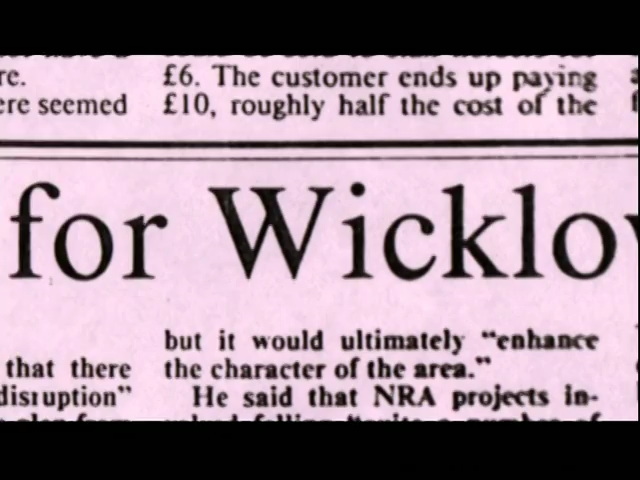 re.
ere seemed
£6. The customer ends up paying
£10, roughly half the cost of the
for Wicklo
that there
disruption”
but it would ultimately “enhance
the character of the area.”
He said that NRA projects in-